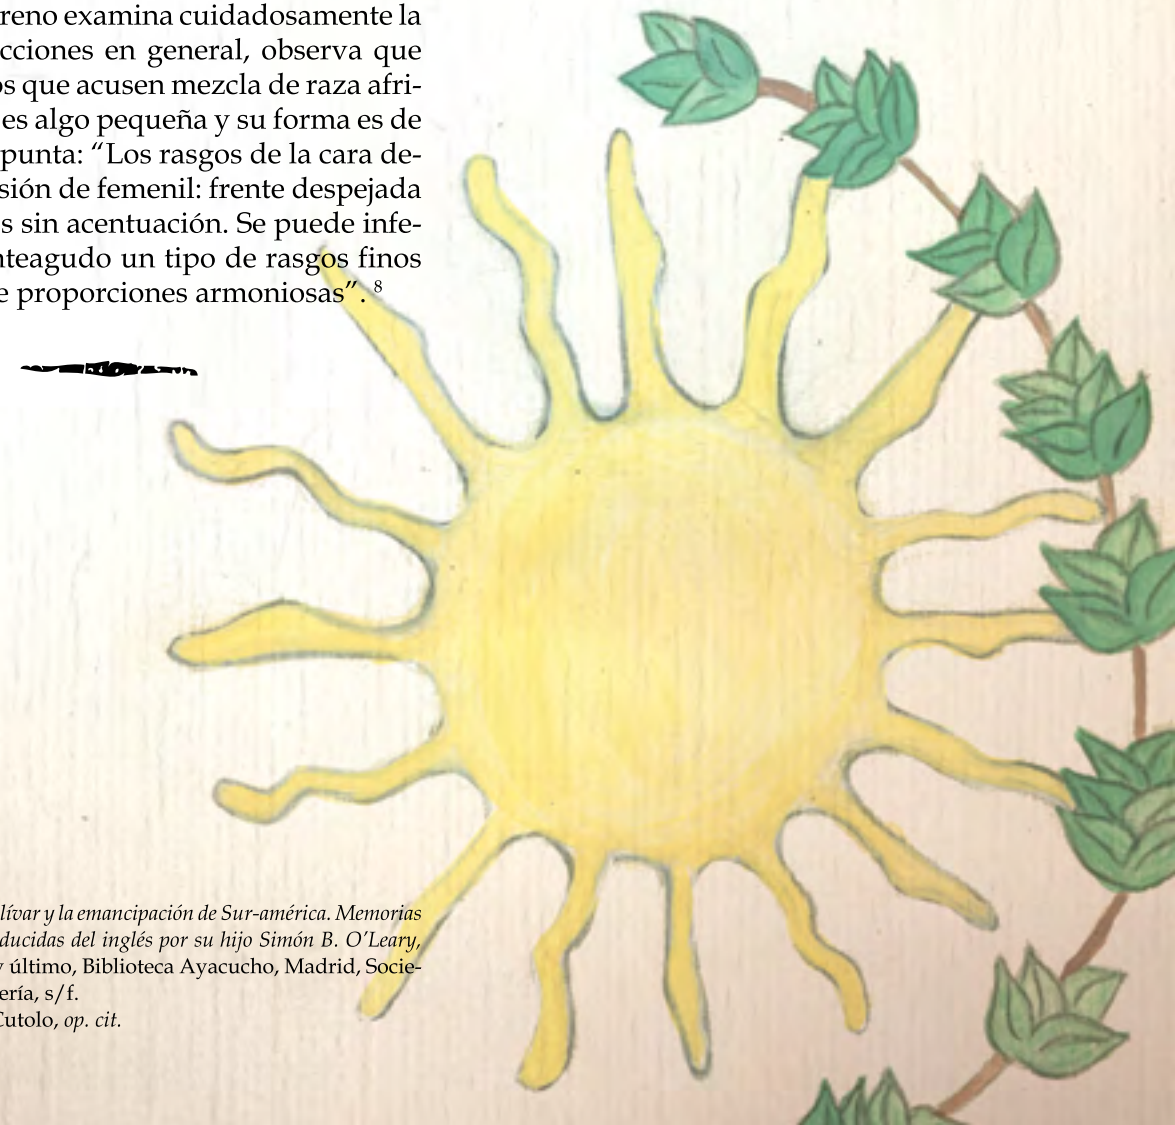 reno examina cuidadosamente la
cciones en general, observa que
os que acusen mezcla de raza afri-
es algo pequeña y su forma es de
punta: “Los rasgos de la cara de-
sión de femenil: frente despejada
s sin acentuación. Se puede infe-
nteagudo un tipo de rasgos finos
e proporciones armoniosas”. 8
lívar y la emancipación de Sur-américa. Memorias
ducidas del inglés por su hijo Simón B. O’Leary,
y último, Biblioteca Ayacucho, Madrid, Socie-
ería, s/f.
Cutolo, op. cit.